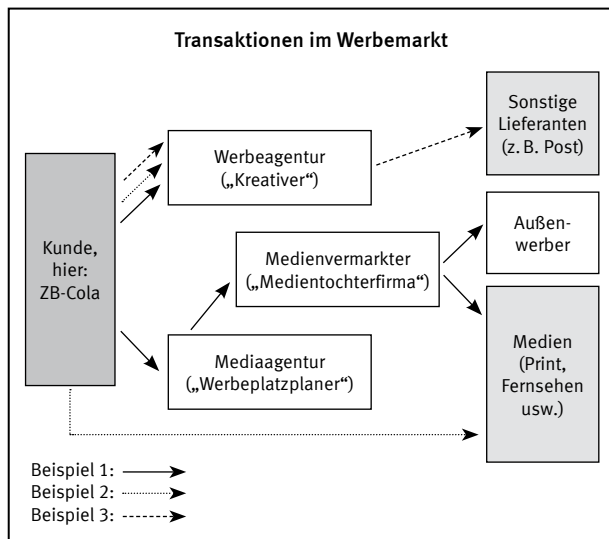 Transaktionen im Werbemarkt
Sonstige
Lieferanten
(z. B. Post)
Werbeagentur
(„Kreativer“)
Außen-
werber
Kunde,
hier:
ZB-Cola
Medienvermarkter
(„Medientochterfirma“)
Mediaagentur
(„Werbeplatzplaner“)
Medien
(Print,
Fernsehen
usw.)
Beispiel 1:
Beispiel 2:
Beispiel 3: